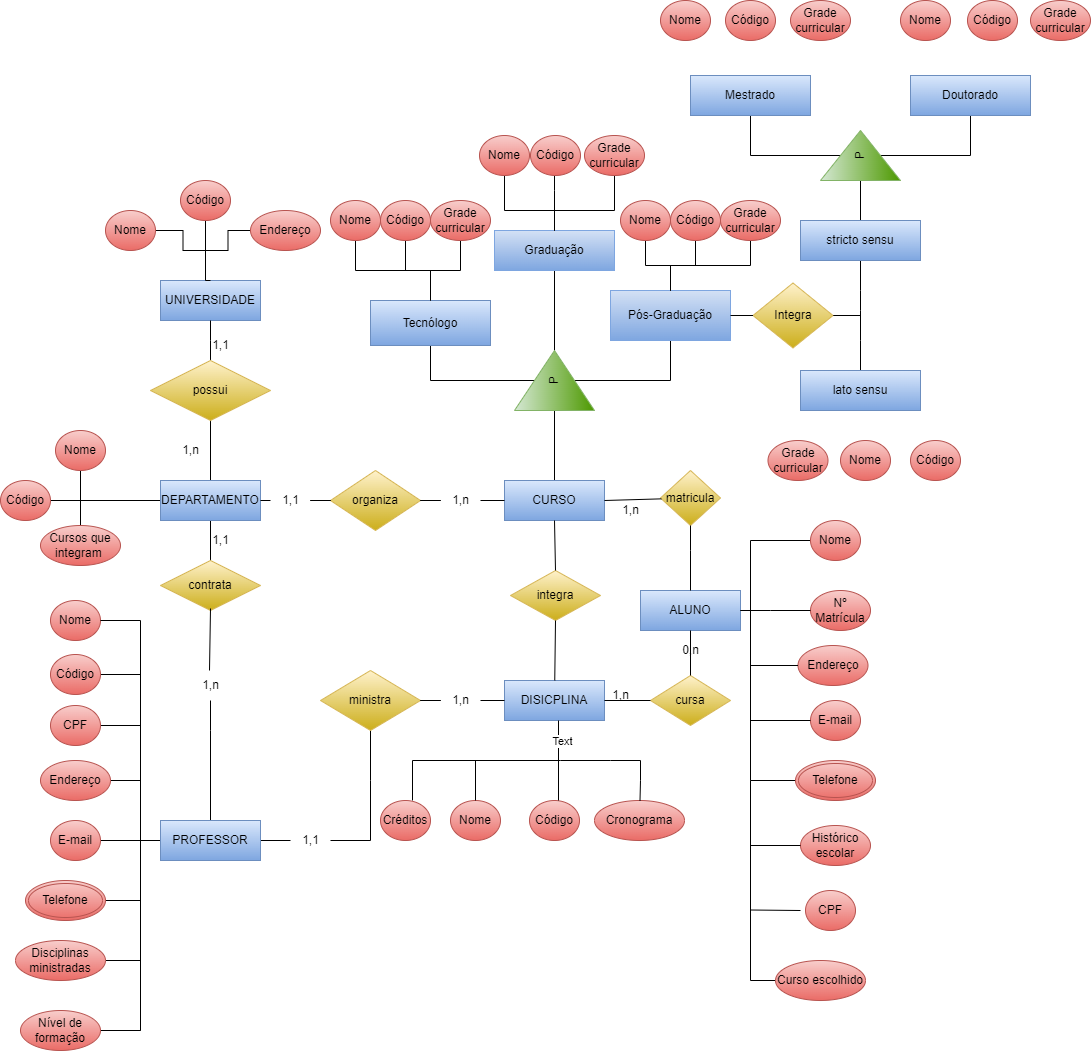 Nome
Código
Grade
curricular
Nome
Código
Grade
curricular
Mestrado
Doutorado
P
Nome
Código
Grade
curricular
Nome
Código
Endereço
Nome
Código
Grade
curricular
Nome
Código
Grade
curricular
Graduação
stricto sensu
UNIVERSIDADE
Tecnólogo
Pós-Graduação
Integra
1,1
possui
P
lato sensu
1,n
Nome
Grade
curricular
Nome
Código
Código
DEPARTAMENTO
1,1
organiza
1,n
CURSO
1,n
matricula
Cursos que
integram
1,1
Nome
contrata
integra
ALUNO
Nº
Matrícula
Nome
0,n
Endereço
Código
1,n
ministra
1,n
DISICPLINA
1,n
cursa
E-mail
CPF
Text
Endereço
Telefone
Créditos
Nome
Código
Cronograma
E-mail
PROFESSOR
1,1
Histórico
escolar
Telefone
CPF
Disciplinas
ministradas
Curso escolhido
Nível de
formação